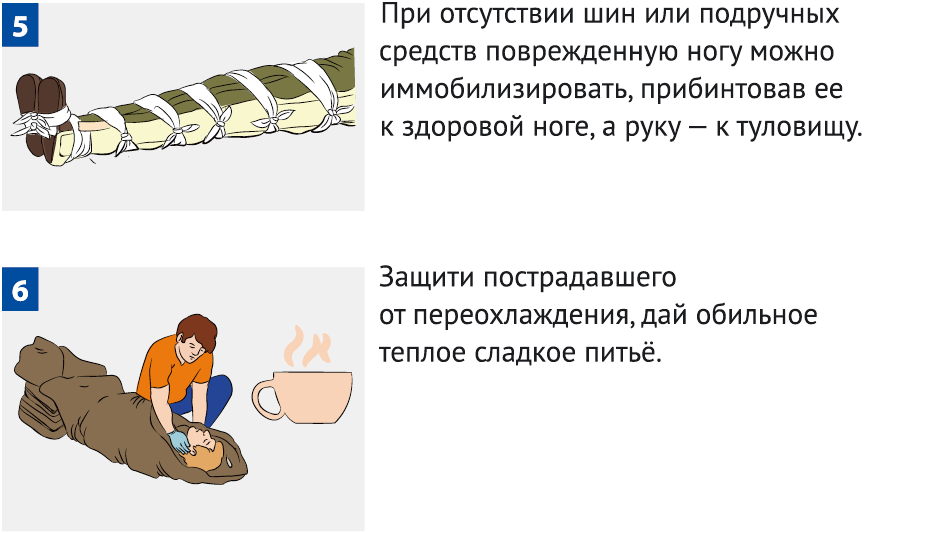 5
При отсутствии шин или подручных
средств поврежденную ногу можно
иммобилизировать, прибинтовав ее
к здоровой ноге, а руку – к туловищу.
6
Защити пострадавшего
от переохлаждения, дай обильное
теплое сладкое питьё.